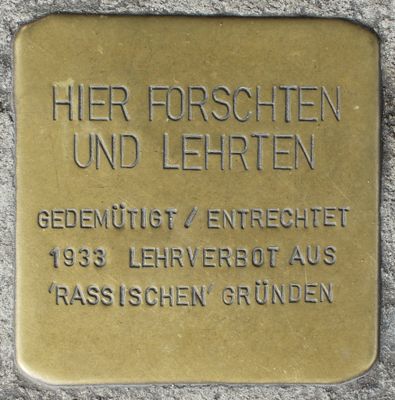 HIER FORSCHTEN
UND LEHRTEN
GEDEMÜTIGT / ENTRECHTET
1933 LEHRVERBOT AUS
'RASSISCHEN' GRÜNDEN